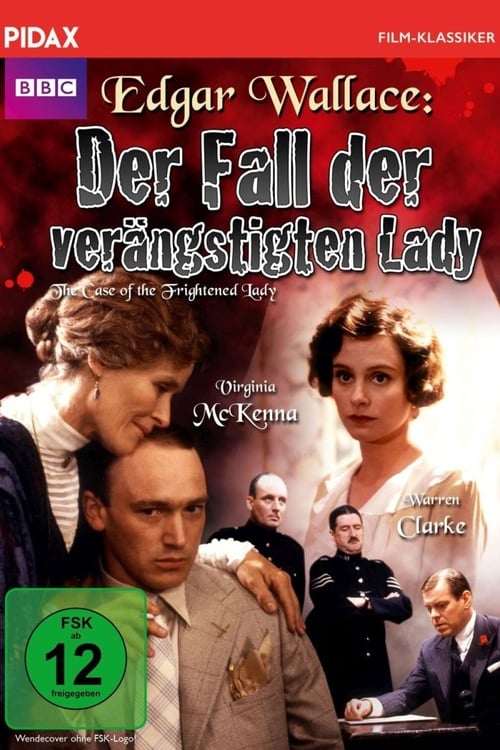 PIDAX
FILM-KLASSIKER
BBC
Edgar Wallace:
Der Fall der
verängstigten Lady
The Case of the Frightened Lady
Virginia
McKenna
Warren
Clarke
FSK
ab
12
freigegeben
Wendecover ohne FSK-Logo!